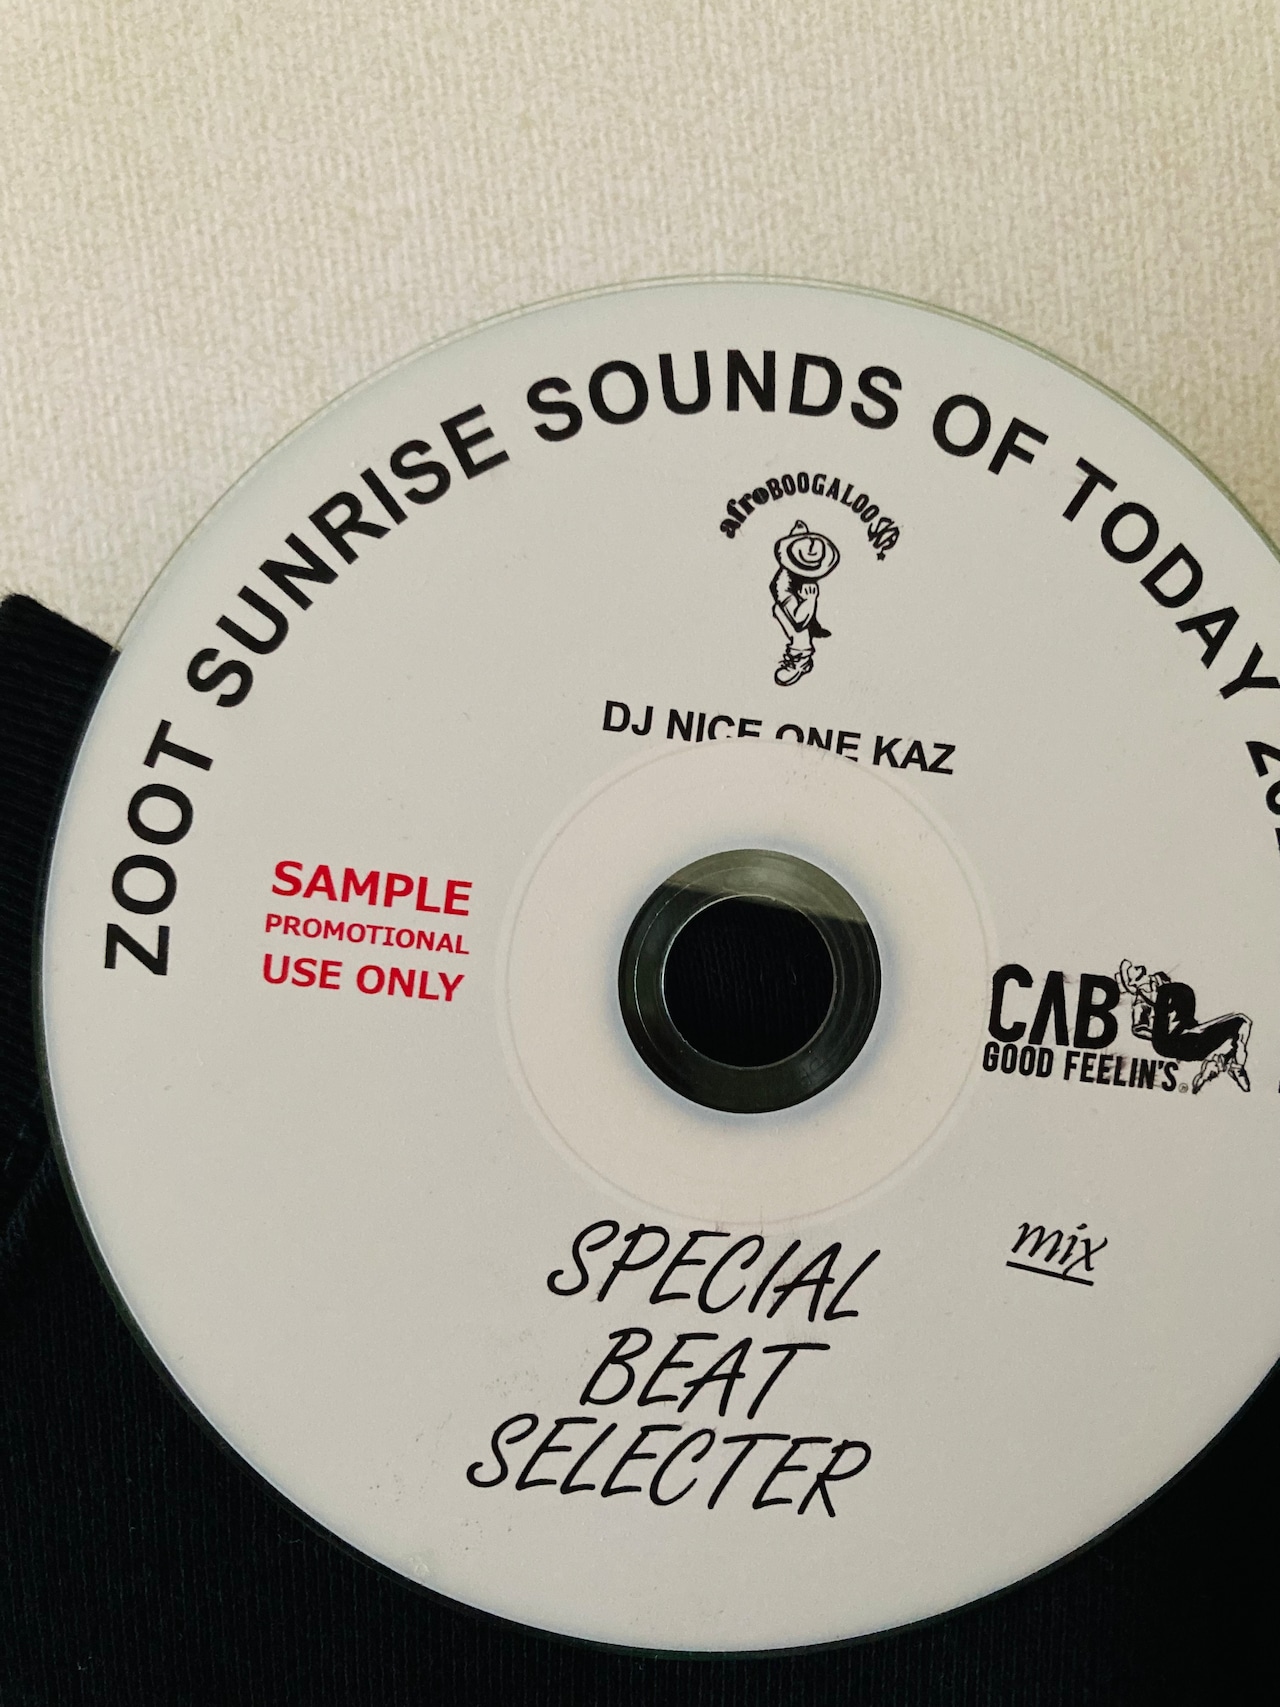 ZOOT SUNRISE SOUNDS OF TODAY
afroBOOGALOOSKA
DJ NICE ONE KAZ
SAMPLE
PROMOTIONAL
USE ONLY
CAB
GOOD FEELIN'S
mix
SPECIAL
BEAT
SELECTER